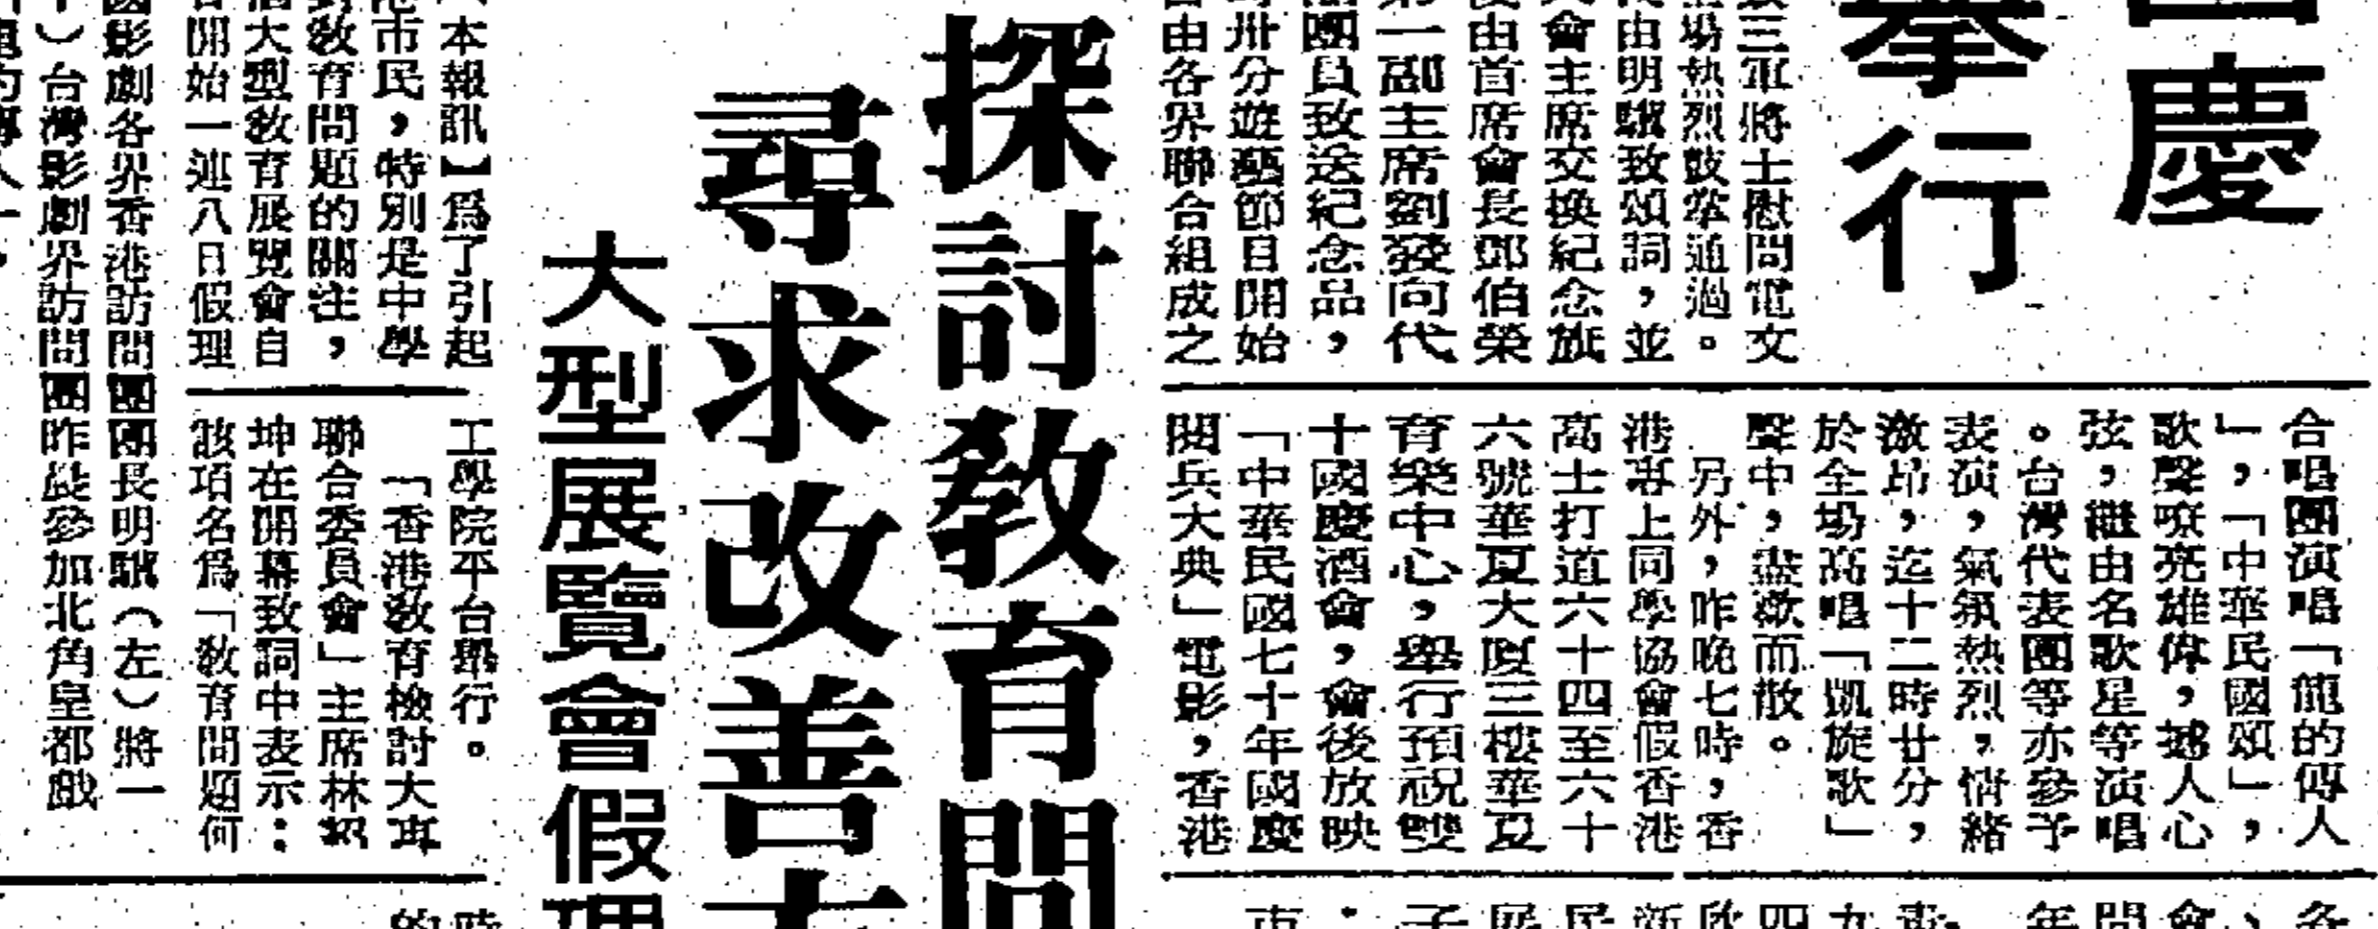 慶
舉行
三軍將士慰問電文
場熱烈鼓掌通過。
由明驥致頌詞，並
會主席交換紀念旗
由首席會長鄧伯榮
第一副主席劉發向代
團員致送紀念品，
卅分遊藝節目開始
由各界聯合組成之
合唱團演唱「龍的傳人
」，「中華民國頌」，
歌聲嘹亮雄偉，撼人心
弦，繼由名歌星等演唱
。台灣代表團等亦參予
表演，氣氛熱烈，情緒
激昂，迄十二時廿分，
於全場高唱「凱旋歌」
聲中，盡歡而散。
另外，昨晚七時，香
港專上同學協會假香港
高士打道六十四至六十
六號華夏大廈三樓華夏
育樂中心，舉行預祝雙
十國慶酒會，會後放映
「中華民國七十年國慶
閱兵大典」電影，香港
探討教育問
尋求改善
大型展覽會假理
本報訊】爲了引起
市民，特別是中學
教育問題的關注，
大型教育展覽會自
開始一連八日假理
工學院平台舉行。
「香港教育檢討大專
聯合委員會」主席林
坤在開幕致詞中表示：
該項名爲「教育問題何
國影劇各界香港訪問團團長明驥（左）將一
）台灣影劇界訪問團昨晨參加北角皇都戲
的傳人